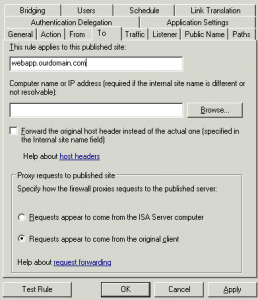 Bridging Users Schedule Link Translation
Authentication Delegation Application Settings
General Action From To Traffic Listener Public Name Paths
This rule applies to this published site:
webapp.ourdomain.com
Computer name or IP address (required if the internal site name is different or not resolvable):
Browse...
Forward the original host header instead of the actual one (specified in the Internal site name field)
Help about host headers
Proxy requests to published site
Specify how the firewall proxies requests to the published server:
Requests appear to come from the ISA Server computer
Requests appear to come from the original client
Help about request forwarding
Test Rule OK Cancel Apply